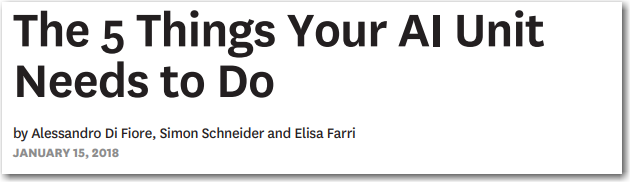 The 5 Things Your AI Unit
Needs to Do
by Alessandro Di Fiore, Simon Schneider and Elisa Farri
JANUARY 15, 2018